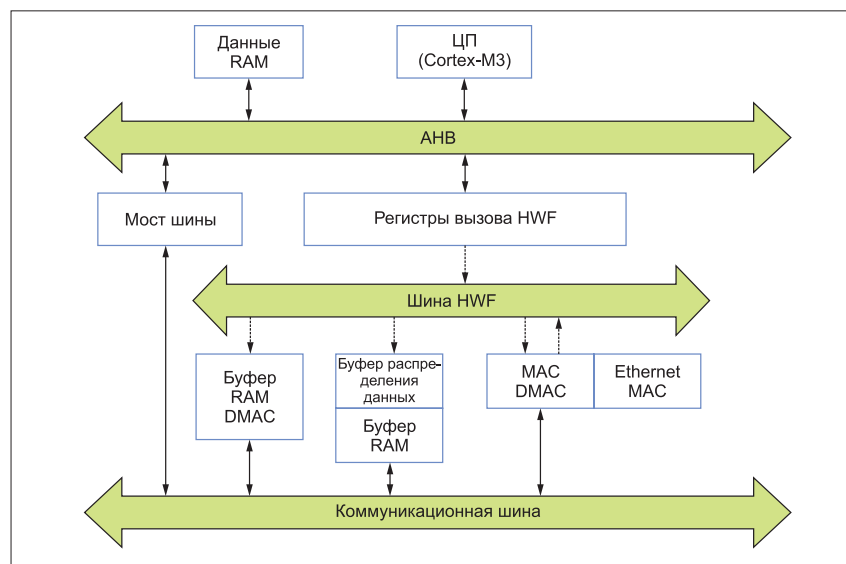 Данные
RAM
ЦП
(Cortex-M3)
AHB
Мост шины
Регистры вызова HWF
Шина HWF
Буфер
RAM
DMAC
Буфер распре-
деления
данных
Буфер
RAM
MAC
DMAC
Ethernet
MAC
Коммуникационная шина